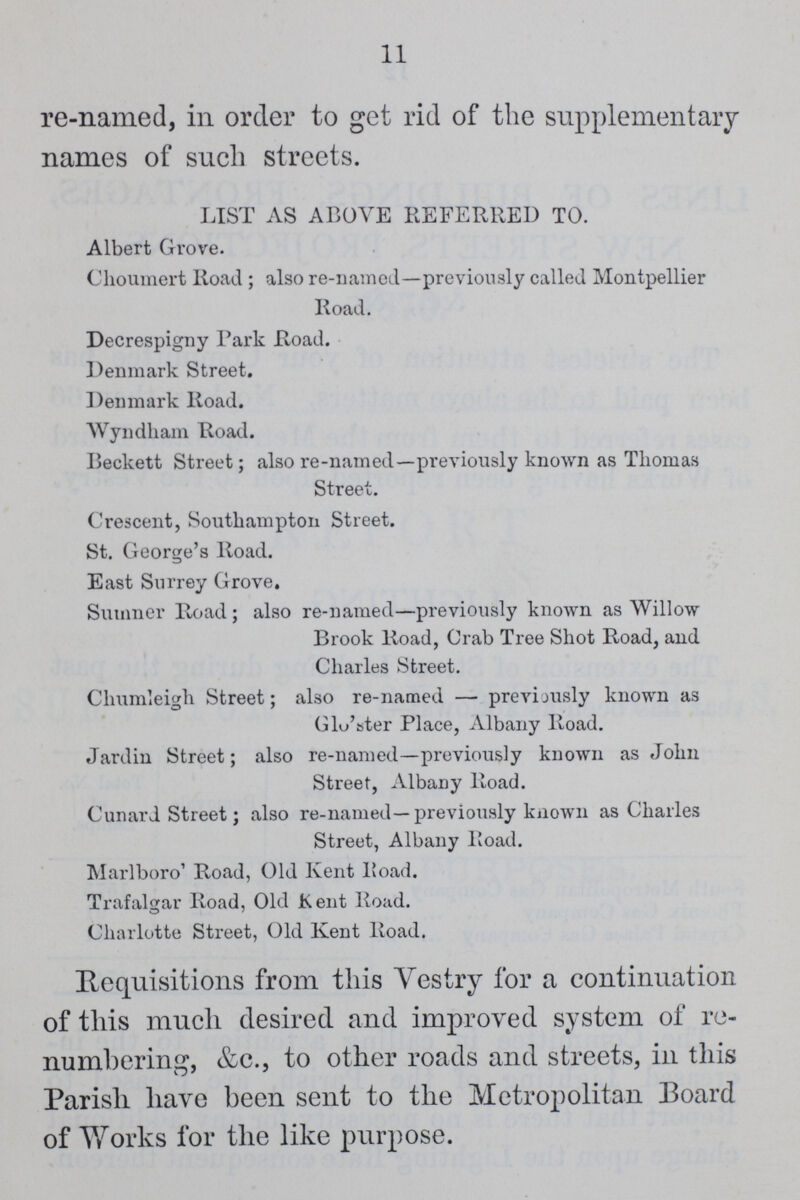 11
re-named, in order to get rid of the supplementary
names of such streets.
LIST AS ABOVE REFERRED TO.
Albert Grove.
Choumert Road ; also re-named—previously called Montpellier
Road.
Decrespigny Park Road.
Denmark Street.
Denmark Road.
Wyndham Road.
Beckett Street ; also re-named—previously known as Thomas
Street.
Crescent, Southampton Street.
St. George's Road.
East Surrey Grove.
Sumner Road ; also re-named—previously known as Willow
Brook Road, Crab Tree Shot Road, and
Charles Street.
Chumleigh Street ; also re-named — previously known as
Glo'ster Place, Albany Road.
Jardin Street ; also re-named—previously known as John
Street, Albany Road.
Cunard Street ; also re-named—previously known as Charles
Street, Albany Road.
Marlboro' Road, Old Kent Road.
Trafalgar Road, Old Kent Road.
Charlotte Street, Old Kent Road.
Requisitions from this Vestry for a continuation
of this much desired and improved system of re-
numbering, &c., to other roads and streets, in this
Parish have been sent to the Metropolitan Board
of Works for the like purpose.